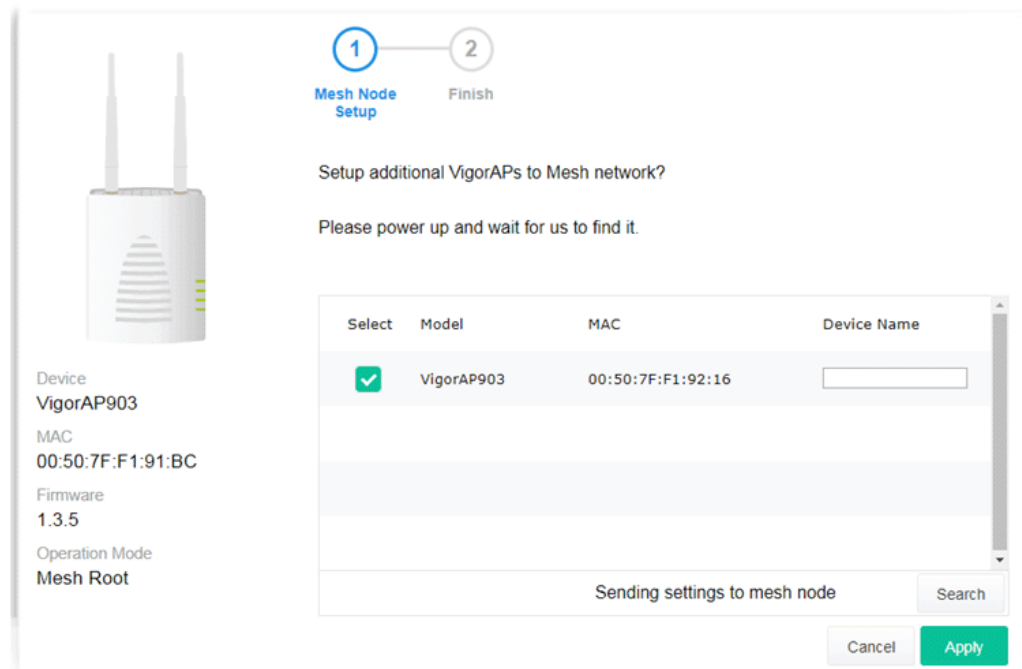 1
2
Mesh Node
Setup
Finish
Setup additional VigorAPs to Mesh network?
Please power up and wait for us to find it.
Select Model MAC Device Name
VigorAP903 00:50:7F:F1:92:16
Device
VigorAP903
MAC
00:50:7F:F1:91:BC
Firmware
1.3.5
Operation Mode
Mesh Root
Sending settings to mesh node
Search
Cancel
Apply